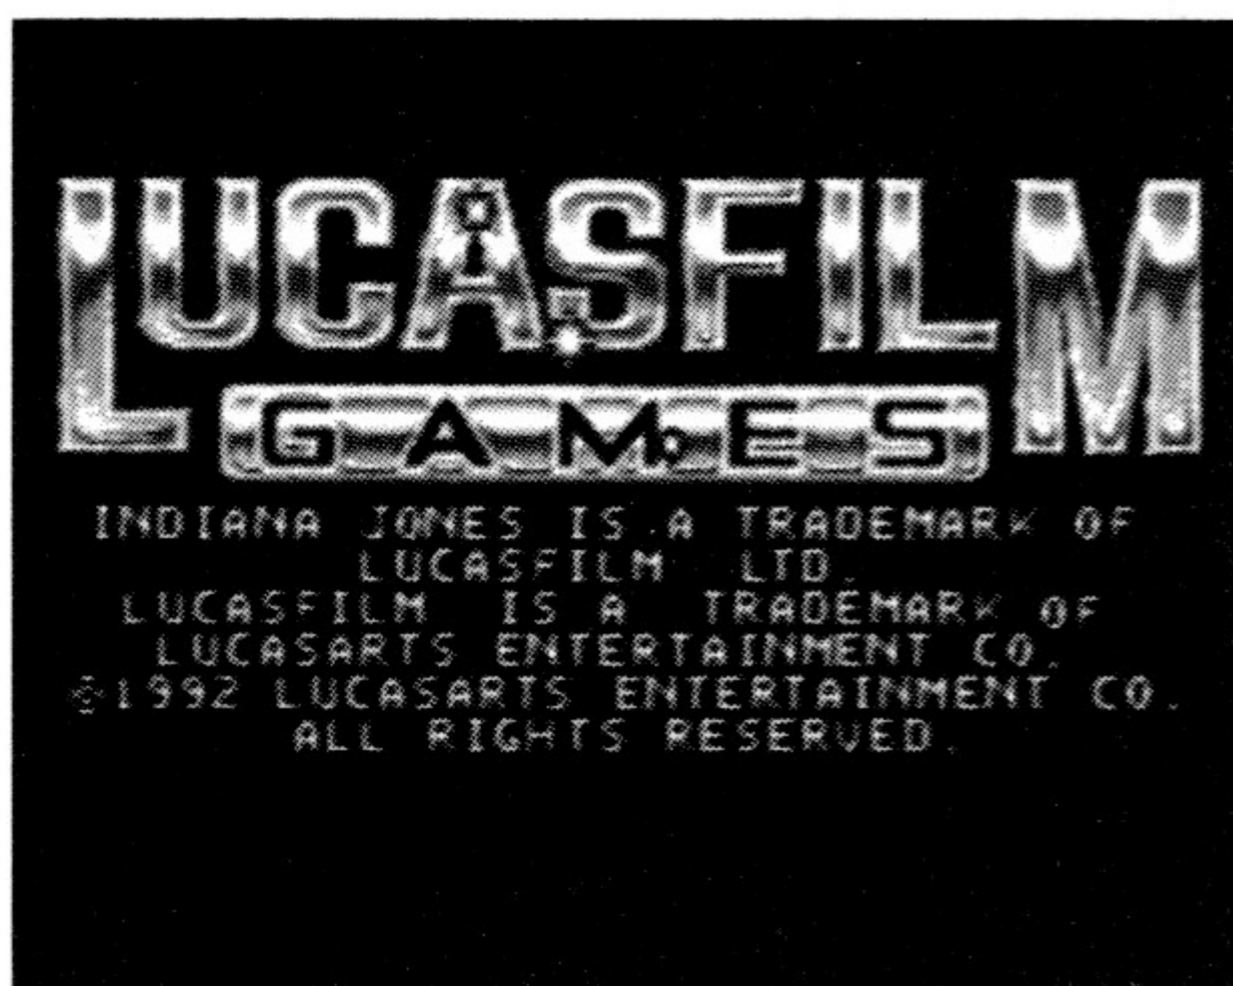 LUCASFILM
GAMES
INDIANA JONES IS A TRADEMARK OF
LUCASFILM LTD.
LUCASFILM IS A TRADEMARK OF
LUCASARTS ENTERTAINMENT CO.
©1992 LUCASARTS ENTERTAINMENT CO.
ALL RIGHTS RESERVED.